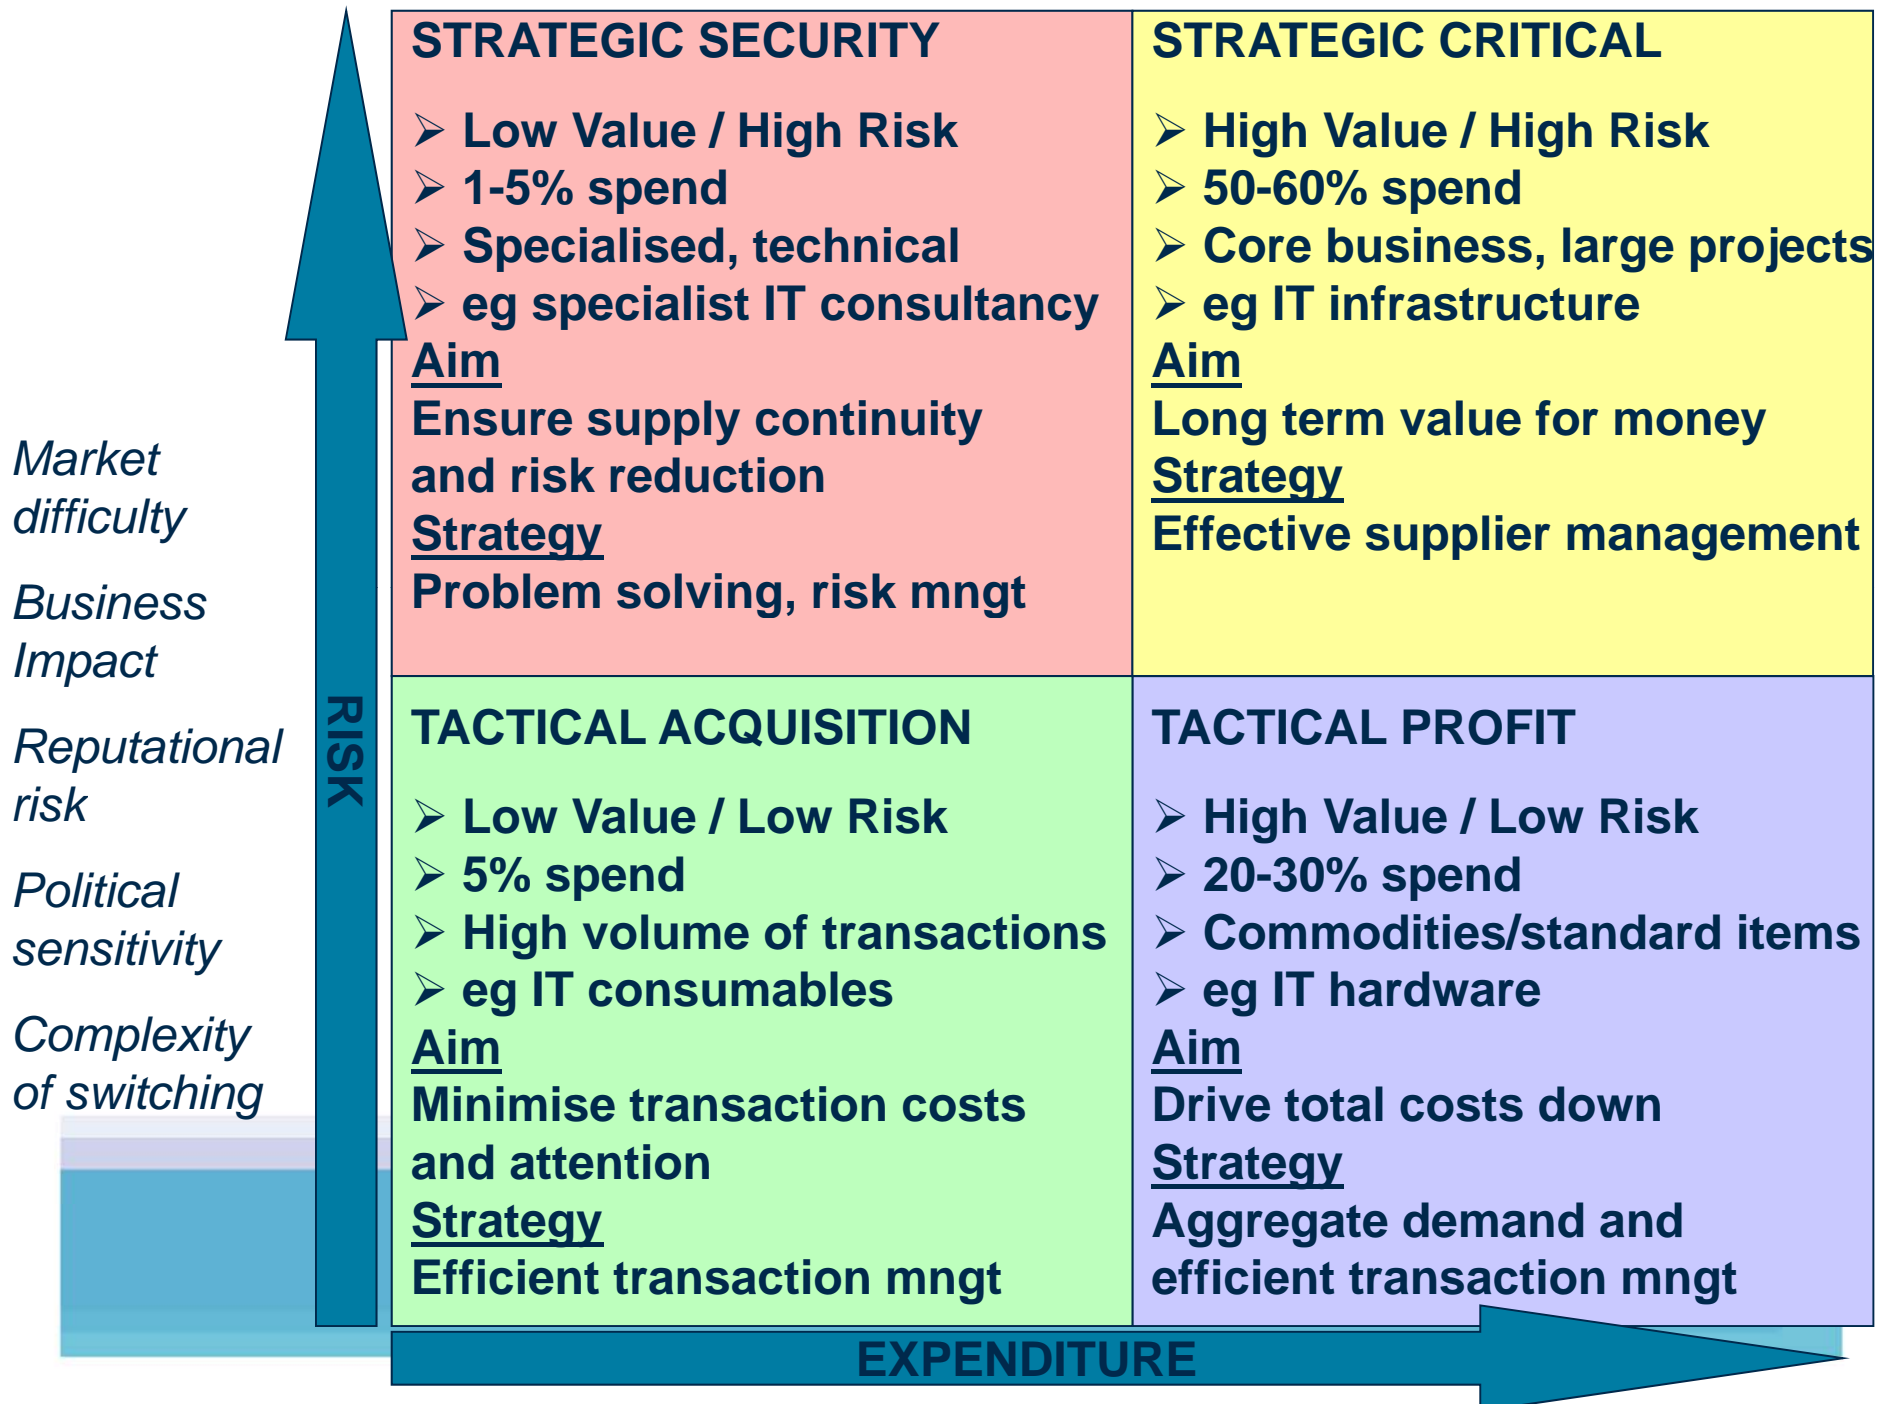 Market
difficulty
Business
Impact
Reputational
risk
Political
sensitivity
Complexity
of switching
RISK
STRATEGIC SECURITY
➢ Low Value / High Risk
➢ 1-5% spend
➢ Specialised, technical
➢ eg specialist IT consultancy
Aim
Ensure supply continuity
and risk reduction
Strategy
Problem solving, risk mngt
STRATEGIC CRITICAL
➢ High Value / High Risk
➢ 50-60% spend
➢ Core business, large projects
➢ eg IT infrastructure
Aim
Long term value for money
Strategy
Effective supplier management
TACTICAL ACQUISITION
➢ Low Value / Low Risk
➢ 5% spend
➢ High volume of transactions
➢ eg IT consumables
Aim
Minimise transaction costs
and attention
Strategy
Efficient transaction mngt
TACTICAL PROFIT
➢ High Value / Low Risk
➢ 20-30% spend
➢ Commodities/standard items
➢ eg IT hardware
Aim
Drive total costs down
Strategy
Aggregate demand and
efficient transaction mngt
EXPENDITURE